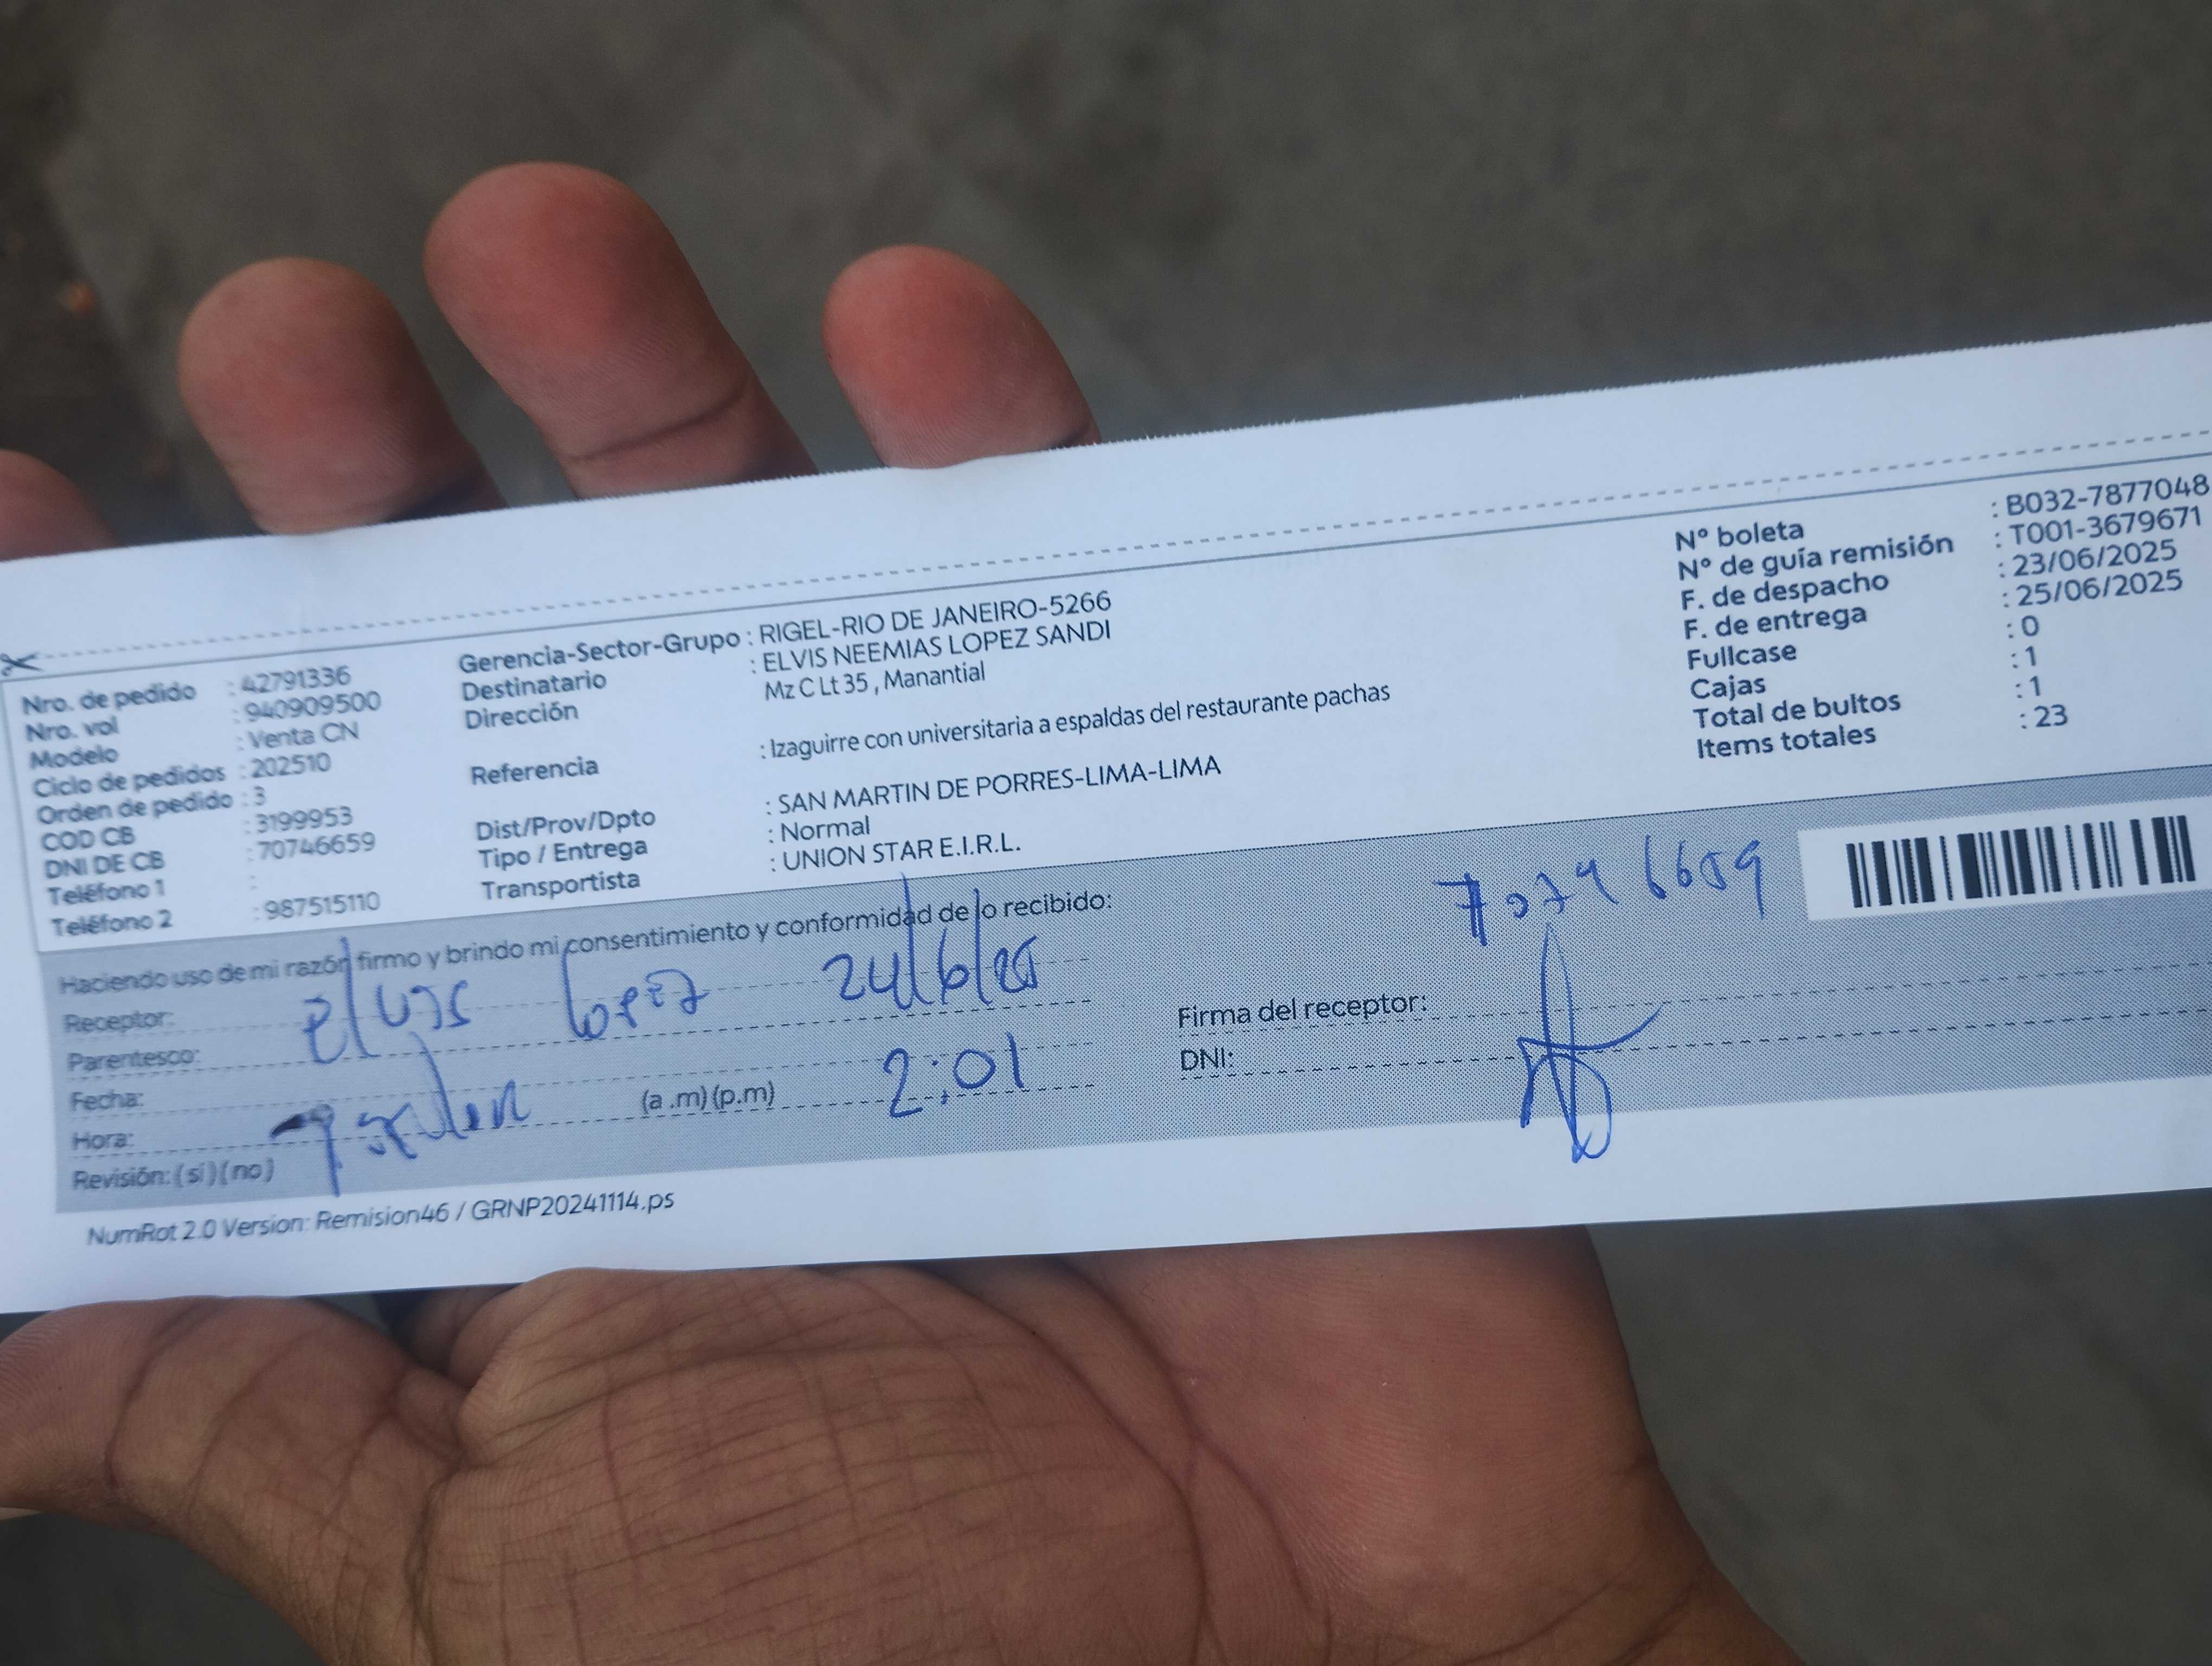 Nro. de pedido : 42791336
Nro. vol : 940909500
Modelo : Venta CN
Ciclo de pedidos : 202510
Orden de pedido : 3
COD CB : 3199953
DNI DE CB : 70746659
Teléfono 1 :
Teléfono 2 : 987515110
Gerencia-Sector-Grupo : RIGEL-RIO DE JANEIRO-5266
Destinatario : ELVIS NEEMIAS LOPEZ SANDI
Dirección Mz C Lt 35 , Manantial
Referencia : Izaguirre con universitaria a espaldas del restaurante pachas
Dist/Prov/Dpto : SAN MARTIN DE PORRES-LIMA-LIMA
Tipo / Entrega : Normal
Transportista : UNION STAR E.I.R.L.
Nº boleta : B032-7877048
Nº de guía remisión : T001-3679671
F. de despacho : 23/06/2025
F. de entrega : 25/06/2025
Fullcase : 0
Cajas : 1
Total de bultos : 1
Items totales : 23
Haciendo uso de mi razón firmo y brindo mi consentimiento y conformidad de lo recibido:
70746659
Receptor: Elvis Lopez 24/6/25
Parentesco:
Fecha:
Hora: (a .m) (p.m) 2:01
Revisión: ( si ) ( no )
Firma del receptor:
DNI:
NumRot 2.0 Version: Remision46 / GRNP20241114.ps